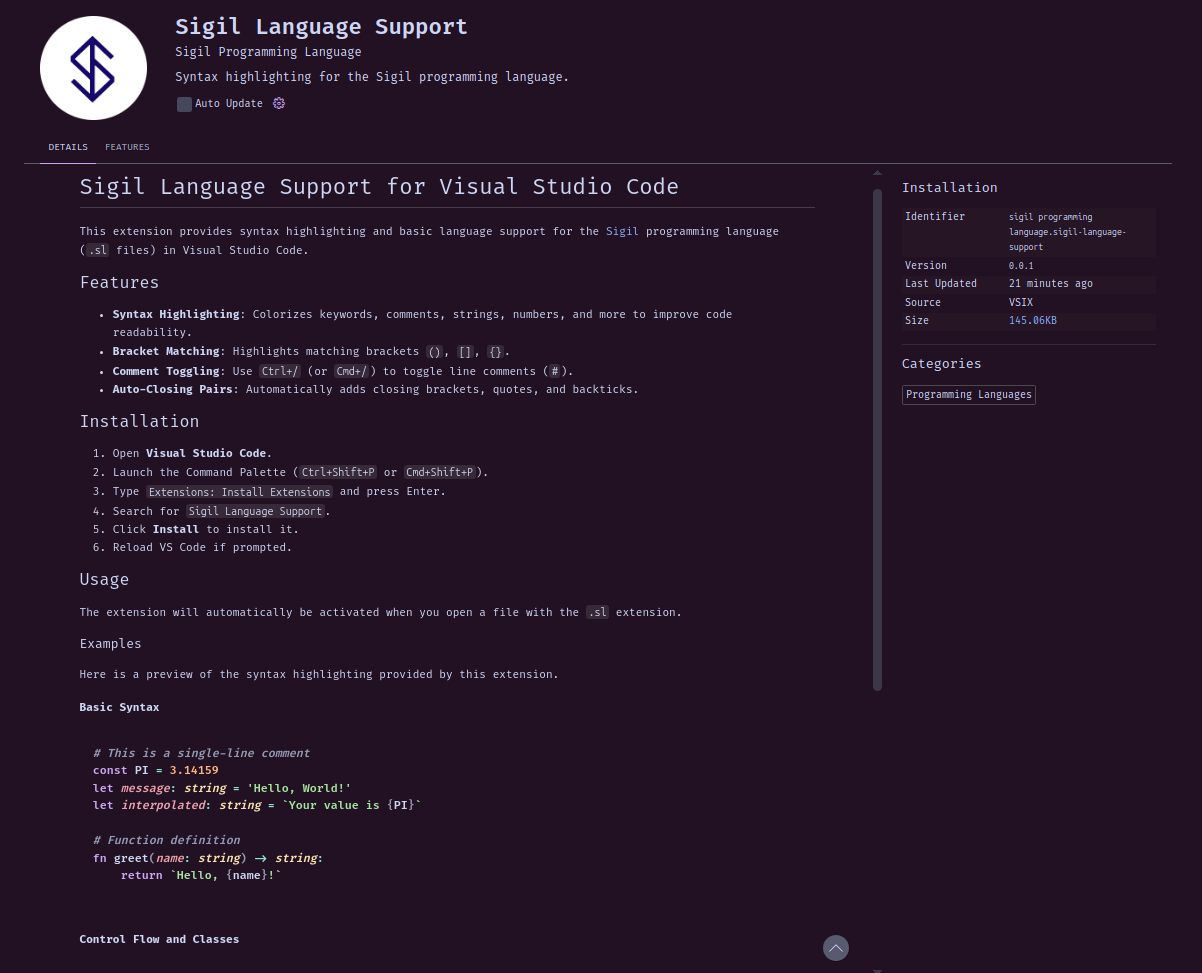 Sigil Language Support
Sigil Programming Language
Syntax highlighting for the Sigil programming language.
Auto Update
DETAILS FEATURES
Sigil Language Support for Visual Studio Code
This extension provides syntax highlighting and basic language support for the Sigil programming language
(.sl files) in Visual Studio Code.
Features
• Syntax Highlighting: Colorizes keywords, comments, strings, numbers, and more to improve code
readability.
• Bracket Matching: Highlights matching brackets (), [], {}.
• Comment Toggling: Use Ctrl+/ (or Cmd+/) to toggle line comments (#).
• Auto-Closing Pairs: Automatically adds closing brackets, quotes, and backticks.
Installation
1. Open Visual Studio Code.
2. Launch the Command Palette (Ctrl+Shift+P or Cmd+Shift+P).
3. Type Extensions: Install Extensions and press Enter.
4. Search for Sigil Language Support.
5. Click Install to install it.
6. Reload VS Code if prompted.
Usage
The extension will automatically be activated when you open a file with the .sl extension.
Examples
Here is a preview of the syntax highlighting provided by this extension.
Basic Syntax
# This is a single-line comment
const PI = 3.14159
let message: string = 'Hello, World!'
let interpolated: string = `Your value is {PI}`
# Function definition
fn greet(name: string) -> string:
return `Hello, {name}!`
Control Flow and Classes
Installation
Identifier sigil programming
language.sigil-language-
support
Version 0.0.1
Last Updated 21 minutes ago
Source VSIX
Size 145.06KB
Categories
Programming Languages